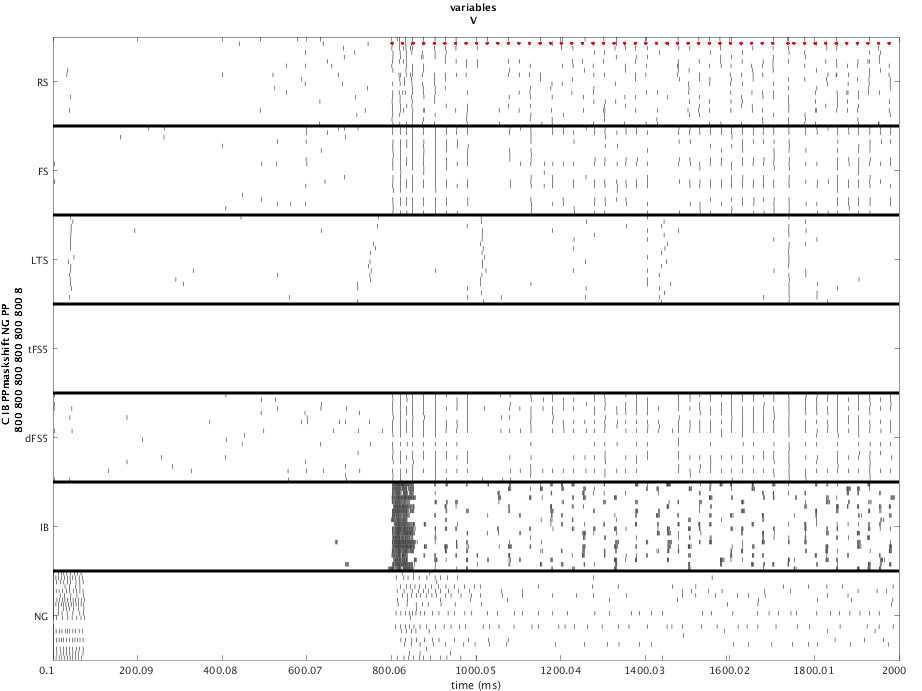 variables
V
RS
FS
LTS
tFS5
dFS5
IB
NG
C IB PPmaskshift NG PP
800 800 800 800 800 800 8
0.1 200.09 400.08 600.07 800.06 1000.05 1200.04 1400.03 1600.02 1800.01 2000
time (ms)